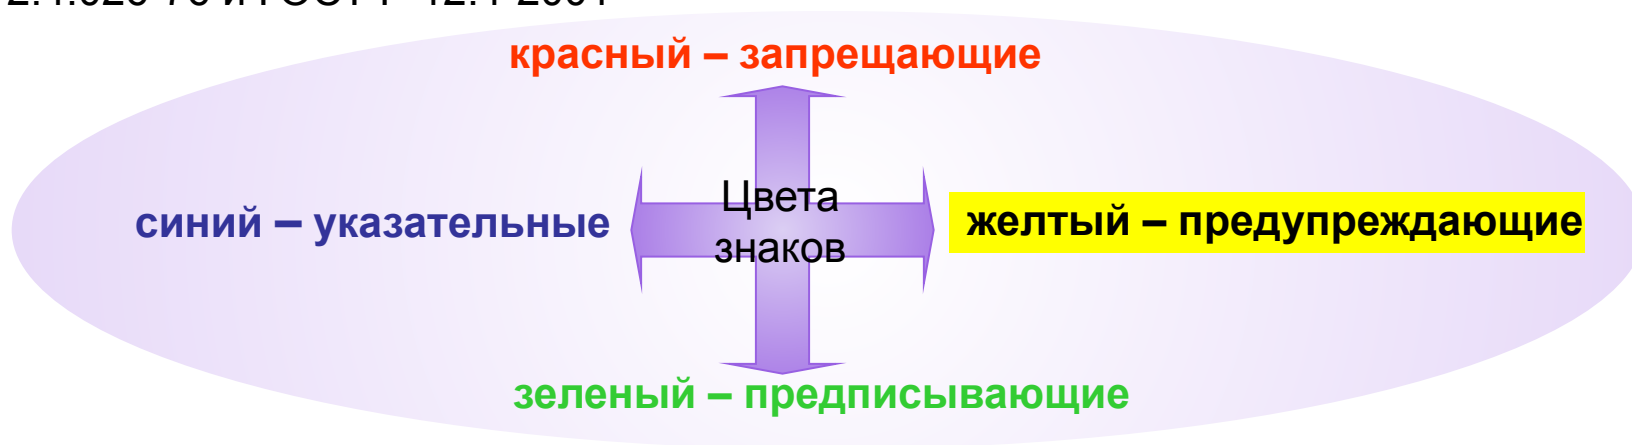 красный – запрещающие
Цвета
знаков
синий – указательные
желтый – предупреждающие
зеленый – предписывающие